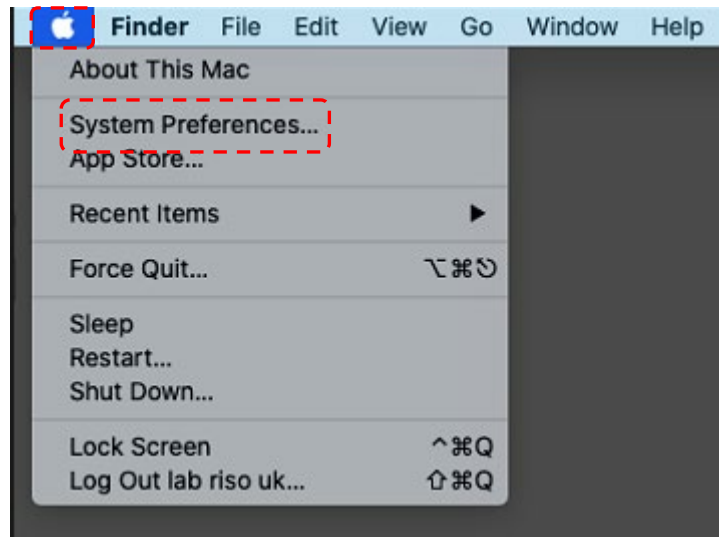 Finder File Edit View Go Window Help
About This Mac
System Preferences...
App Store...
Recent Items ▶
Force Quit... ⌥⌘⎋
Sleep
Restart...
Shut Down...
Lock Screen ^⌘Q
Log Out lab riso uk... ⇧⌘Q